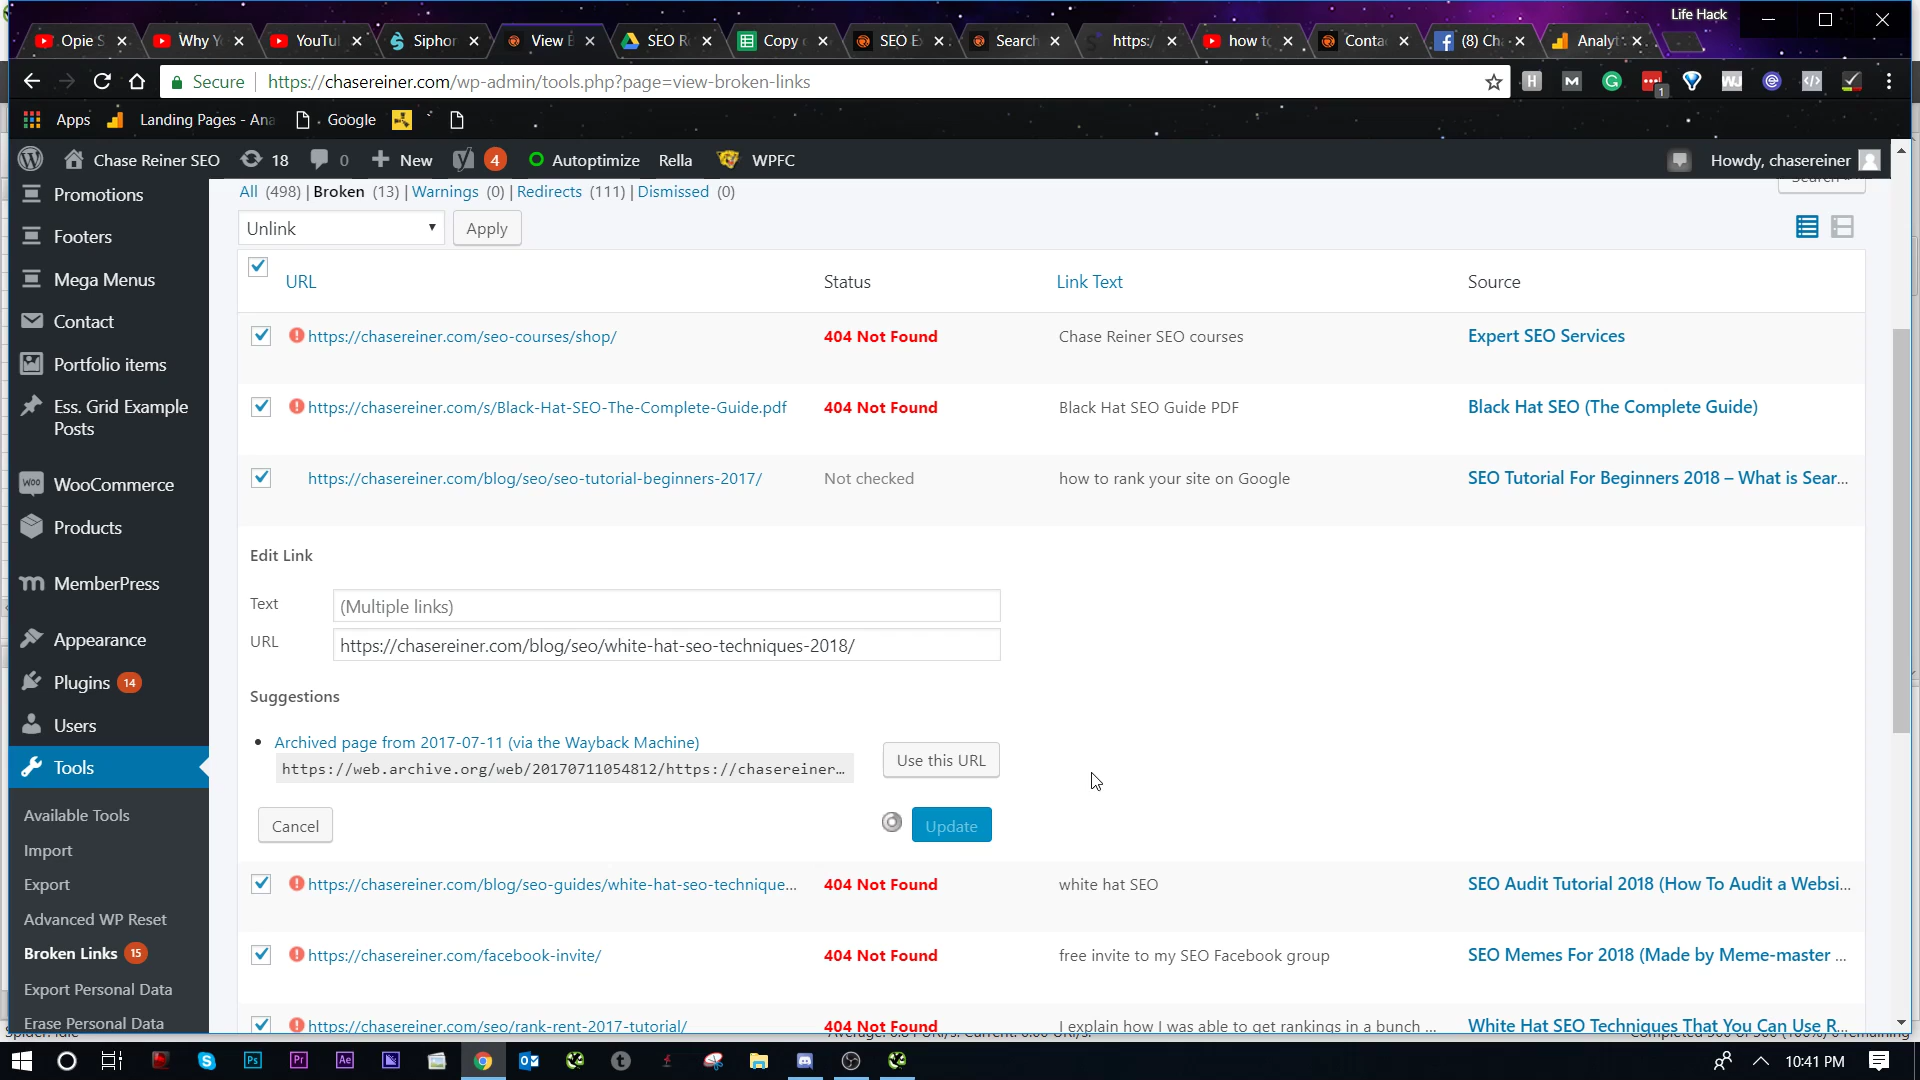 Life Hack
Opie S
Why Y
YouTu
Siphor
View B
SEO R
Copy
SEO E
Search
https:/
how to
Conta
(8) Ch
Analyt
Secure
https://chasereiner.com/wp-admin/tools.php?page=view-broken-links
1
Apps
Landing Pages - Ana
Google
Chase Reiner SEO
18
0
New
4
Autoptimize
Rella
WPFC
Howdy, chasereiner
Promotions
Footers
Mega Menus
Contact
Portfolio items
Ess. Grid Example
Posts
WooCommerce
Products
MemberPress
Appearance
Plugins 14
Users
Tools
Available Tools
Import
Export
Advanced WP Reset
Broken Links 15
Export Personal Data
Erase Personal Data
All (498) | Broken (13) | Warnings (0) | Redirects (111) | Dismissed (0)
Unlink
Apply
URL
Status
Link Text
Source
https://chasereiner.com/seo-courses/shop/
404 Not Found
Chase Reiner SEO courses
Expert SEO Services
https://chasereiner.com/s/Black-Hat-SEO-The-Complete-Guide.pdf
404 Not Found
Black Hat SEO Guide PDF
Black Hat SEO (The Complete Guide)
https://chasereiner.com/blog/seo/seo-tutorial-beginners-2017/
Not checked
how to rank your site on Google
SEO Tutorial For Beginners 2018 – What is Sear...
Edit Link
Text
(Multiple links)
URL
https://chasereiner.com/blog/seo/white-hat-seo-techniques-2018/
Suggestions
Archived page from 2017-07-11 (via the Wayback Machine)
https://web.archive.org/web/20170711054812/https://chasereiner...
Use this URL
Cancel
Update
https://chasereiner.com/blog/seo-guides/white-hat-seo-technique...
404 Not Found
white hat SEO
SEO Audit Tutorial 2018 (How To Audit a Websi...
https://chasereiner.com/facebook-invite/
404 Not Found
free invite to my SEO Facebook group
SEO Memes For 2018 (Made by Meme-master ...
https://chasereiner.com/seo/rank-rent-2017-tutorial/
404 Not Found
I explain how I was able to get rankings in a bunch ...
White Hat SEO Techniques That You Can Use R...
10:41 PM